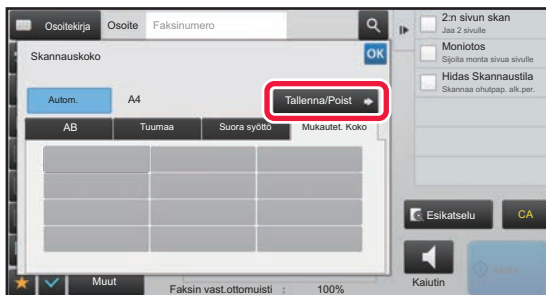 Osoitekirja
Osoite
Faksinumero
Skannauskoko
OK
Autom.
A4
Tallenna/Poist
AB
Tuumaa
Suora syöttö
Mukautet. Koko
Muut
Faksin vast.ottomuisti : 100%
2:n sivun skan
Jaa 2 sivulle
Moniotos
Sijoita monta sivua sivulle
Hidas Skannaustila
Skannaa ohutpap. alk.per.
Esikatselu
CA
Kaiutin
Aloita